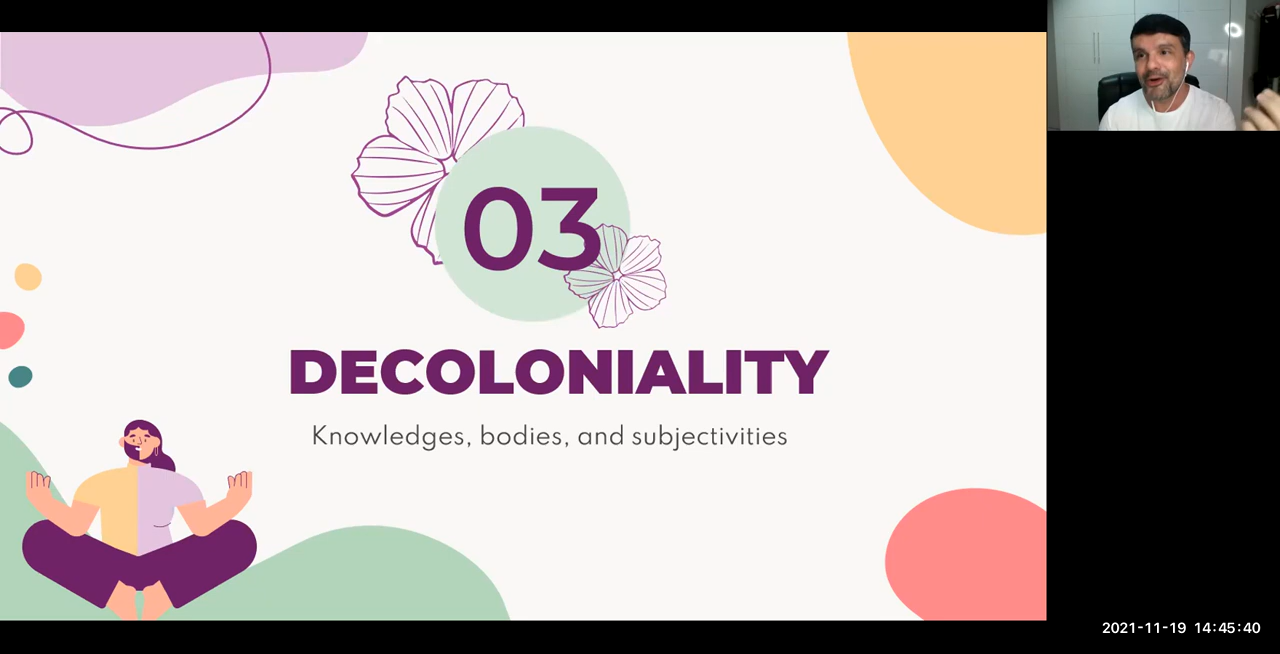 03
DECOLONIALITY
Knowledges, bodies, and subjectivities
2021-11-19 14:45:40